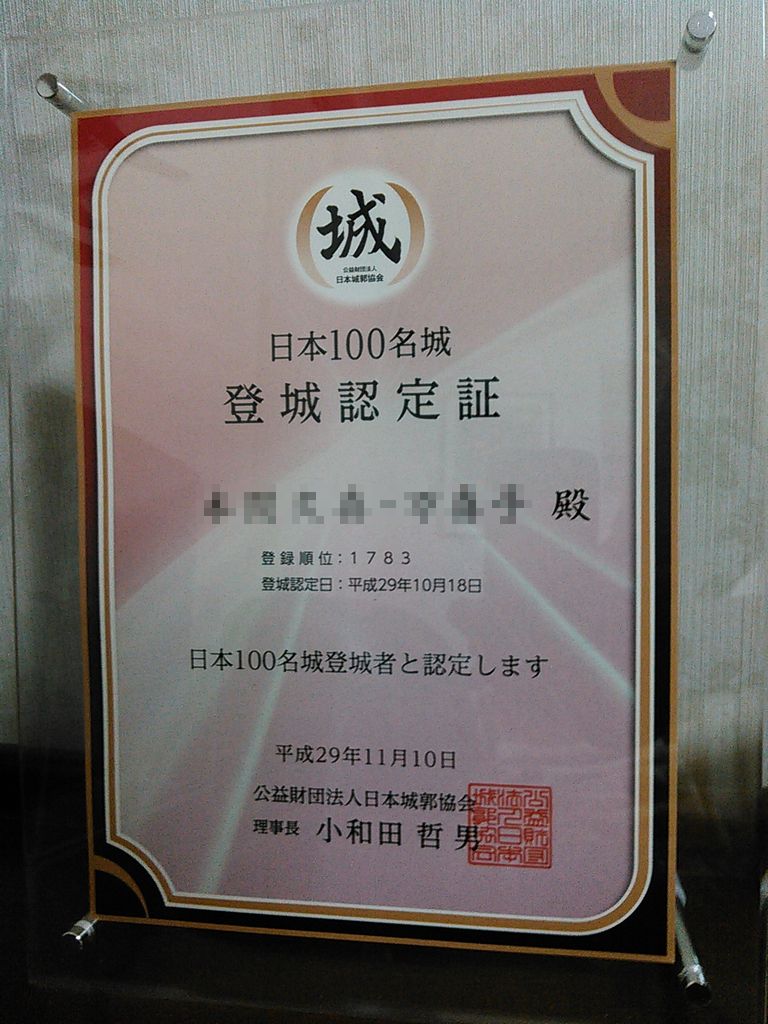 城
公益財団法人
日本城郭協会
日本100名城
登城認定証
殿
登録順位：1783
登城認定日：平成29年10月18日
日本100名城登城者と認定します
平成29年11月10日
公益財団法人日本城郭協会
理事長 小和田哲男